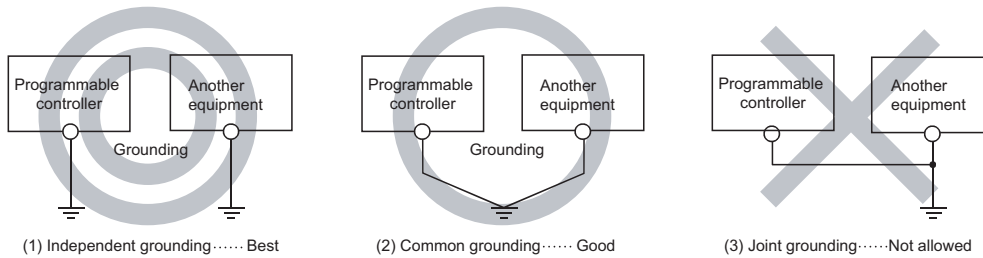 Programmable
controller
Another
equipment
Grounding
(1) Independent grounding······Best
Programmable
controller
Another
equipment
Grounding
(2) Common grounding······Good
Programmable
controller
Another
equipment
(3) Joint grounding······Not allowed